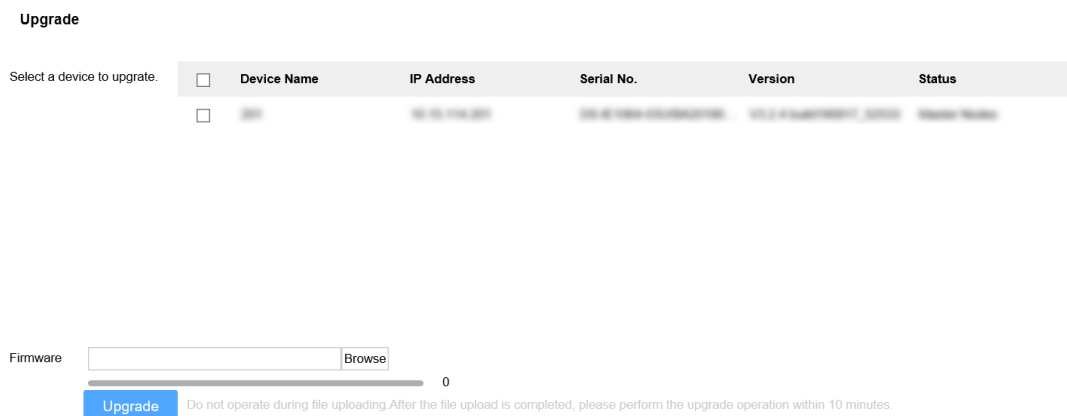 Upgrade
Select a device to upgrate. Device Name IP Address Serial No. Version Status
Firmware Browse
0
Upgrade Do not operate during file uploading.After the file upload is completed, please perform the upgrade operation within 10 minutes.